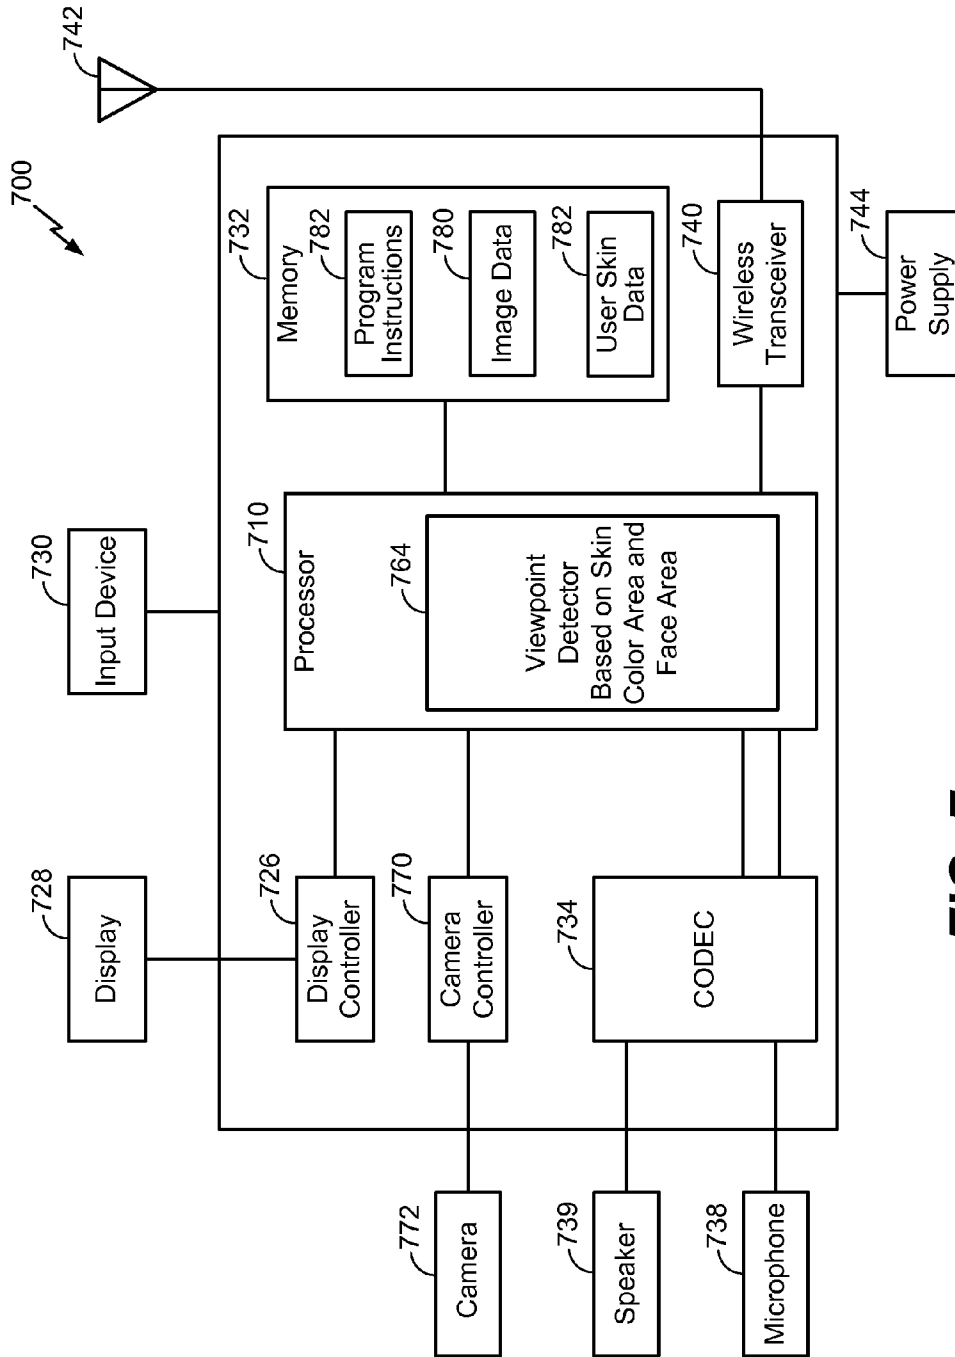 700
742
728
Display
730
Input Device
726
Display
Controller
770
Camera
Controller
734
CODEC
710
Processor
764
Viewpoint
Detector
Based on Skin
Color Area and
Face Area
732
Memory
782
Program
Instructions
780
Image Data
782
User Skin
Data
740
Wireless
Transceiver
772
Camera
739
Speaker
738
Microphone
744
Power
Supply